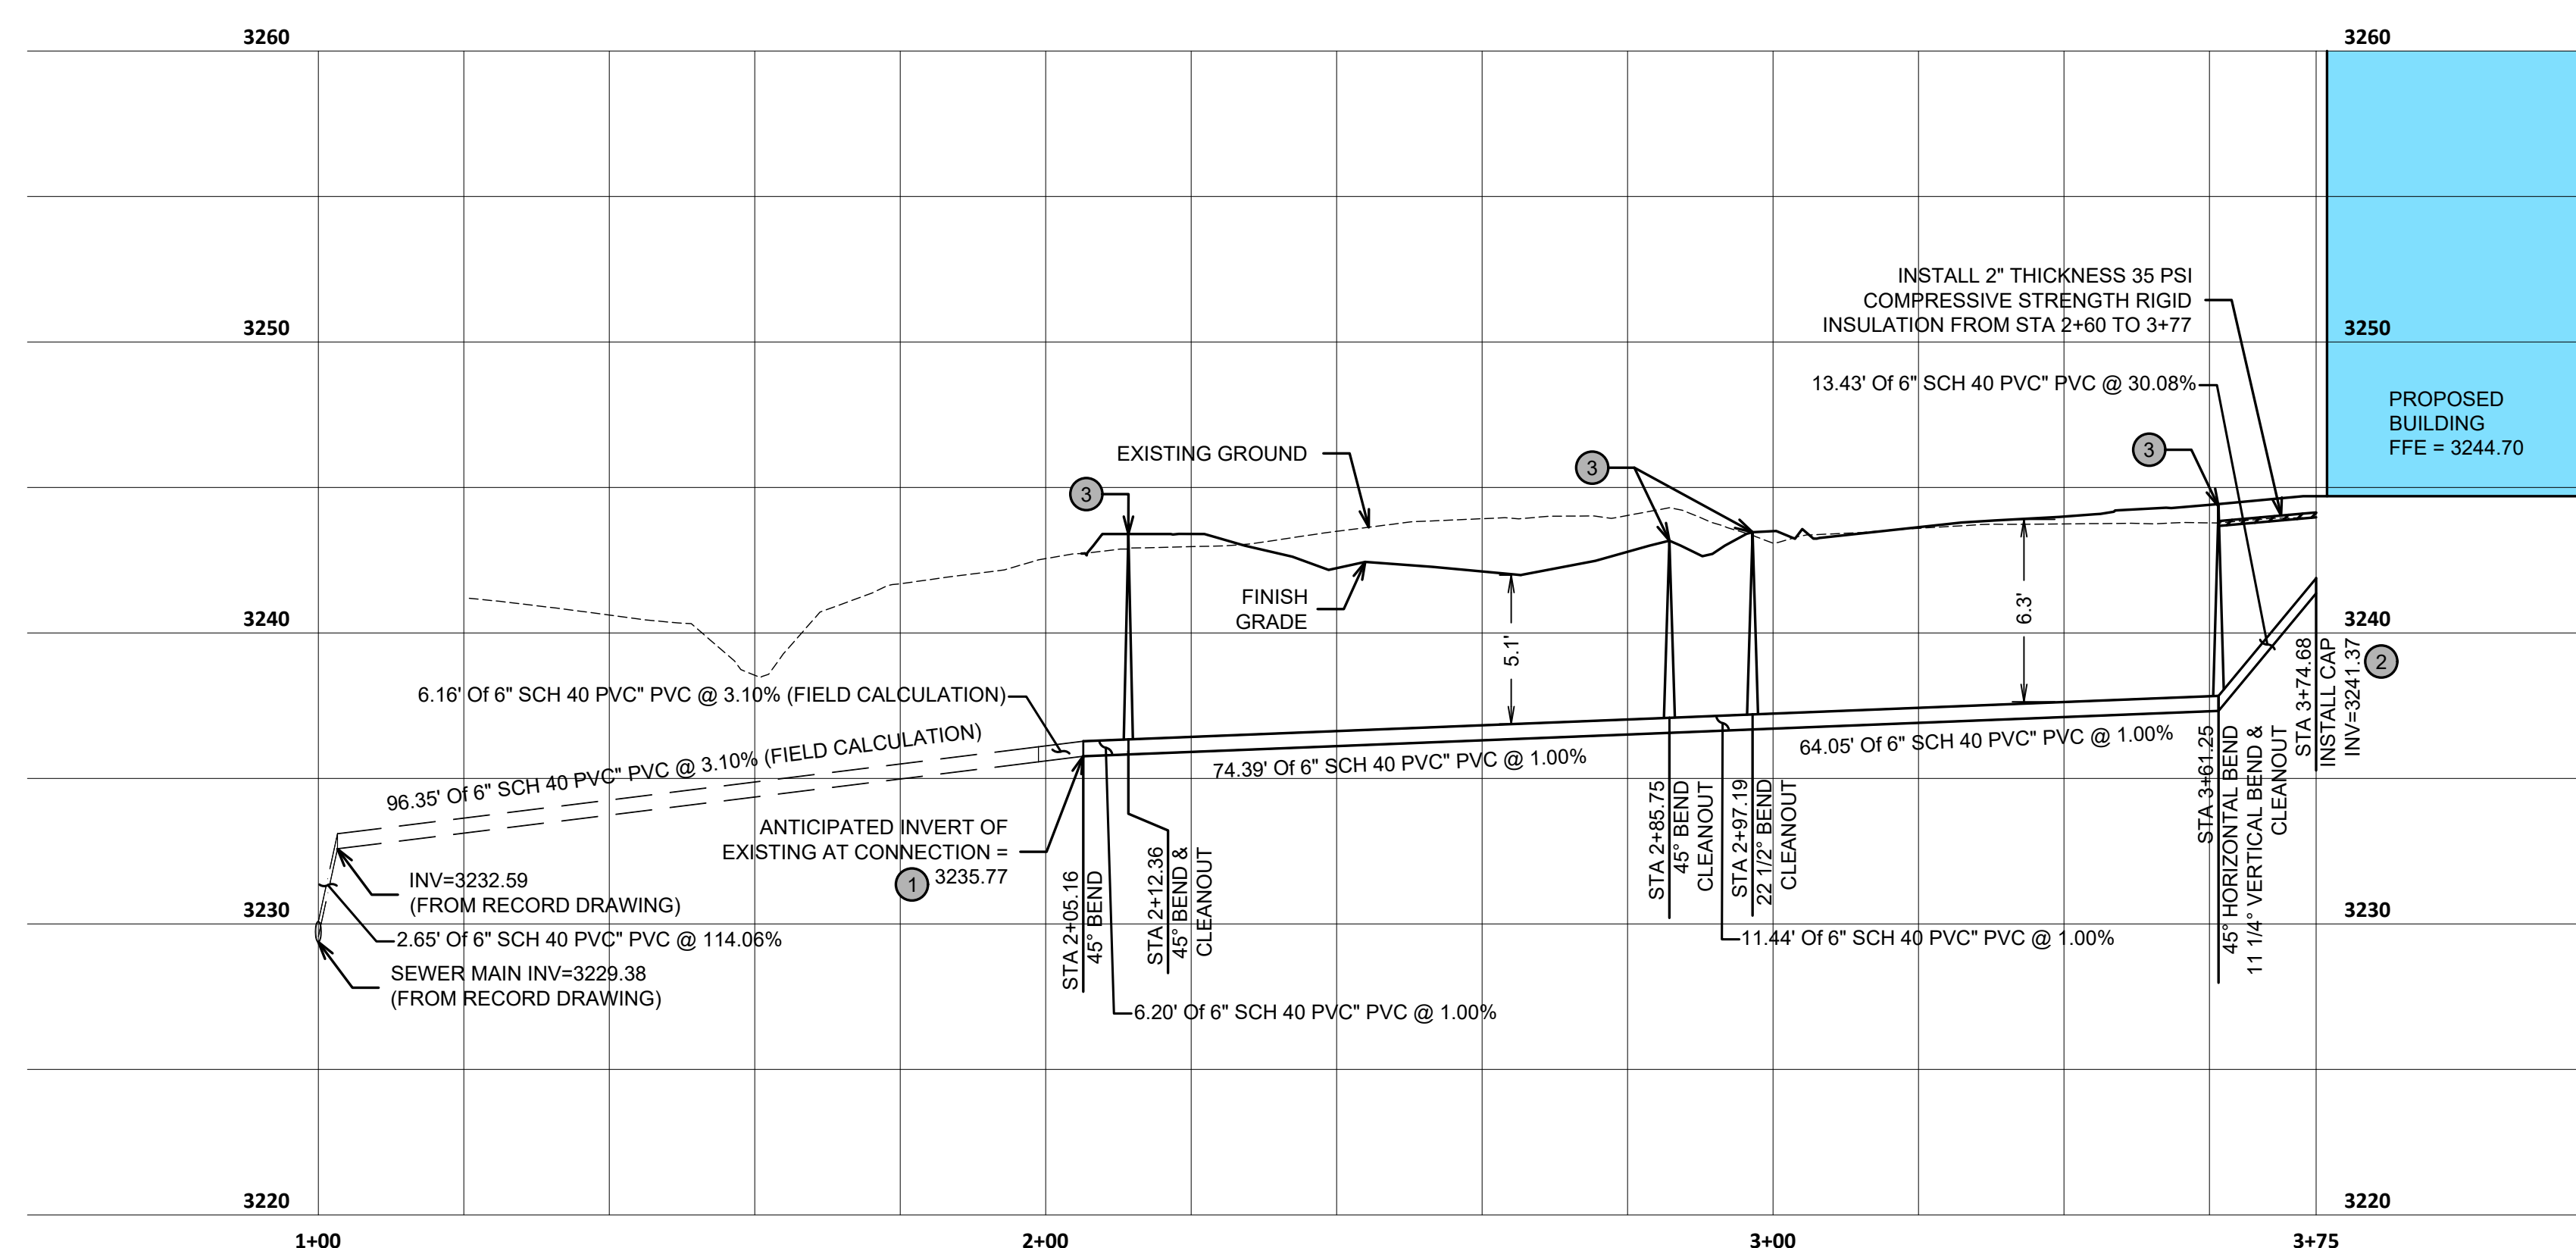 3260
3260
INSTALL 2" THICKNESS 35 PSI
COMPRESSIVE STRENGTH RIGID
INSULATION FROM STA 2+60 TO 3+77
3250
3250
13.43' Of 6" SCH 40 PVC" PVC @ 30.08%
PROPOSED
BUILDING
FFE = 3244.70
EXISTING GROUND
3
3
3
FINISH
GRADE
5.1'
6.3'
3240
3240
STA 3+74.68
INSTALL CAP
INV=3241.37
2
6.16' Of 6" SCH 40 PVC" PVC @ 3.10% (FIELD CALCULATION)
96.35' Of 6" SCH 40 PVC" PVC @ 3.10% (FIELD CALCULATION)
74.39' Of 6" SCH 40 PVC" PVC @ 1.00%
64.05' Of 6" SCH 40 PVC" PVC @ 1.00%
ANTICIPATED INVERT OF
EXISTING AT CONNECTION =
1 3235.77
STA 2+05.16
45° BEND
STA 2+12.36
45° BEND &
CLEANOUT
STA 2+85.75
45° BEND
CLEANOUT
STA 2+97.19
22 1/2° BEND
CLEANOUT
STA 3+61.25
45° HORIZONTAL BEND
11 1/4° VERTICAL BEND &
CLEANOUT
INV=3232.59
(FROM RECORD DRAWING)
3230
3230
2.65' Of 6" SCH 40 PVC" PVC @ 114.06%
11.44' Of 6" SCH 40 PVC" PVC @ 1.00%
SEWER MAIN INV=3229.38
(FROM RECORD DRAWING)
6.20' Of 6" SCH 40 PVC" PVC @ 1.00%
3220
3220
1+00
2+00
3+00
3+75